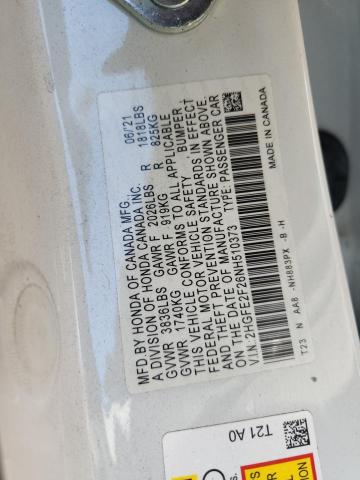 MFD.BY HONDA OF CANADA MFG. 06/21
A DIVISION OF HONDA CANADA INC.
GVWR 3836LBS GAWR F 2026LBS R 1818LBS
GVWR 1740KG GAWR F 919KG R 825KG
THIS VEHICLE CONFORMS TO ALL APPLICABLE
FEDERAL MOTOR VEHICLE SAFETY, BUMPER,
AND THEFT PREVENTION STANDARDS IN EFFECT
ON THE DATE OF MANUFACTURE SHOWN ABOVE.
V.I.N. 2HGFE2F26NH510373 TYPE: PASSENGER CAR
T23 N AA8 -NH883PX -B -H MADE IN CANADA
T21 A0